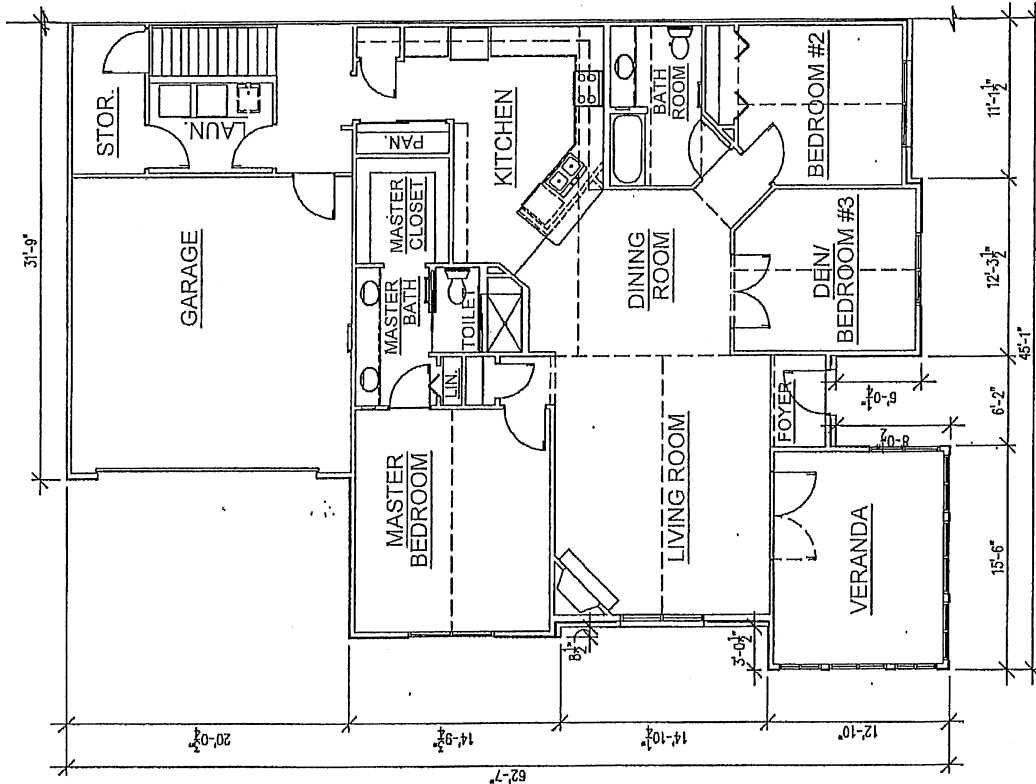 STOR.
LAUN.
GARAGE
PAN.
KITCHEN
MASTER
CLOSET
MASTER
BATH
TOILET
LIN.
BATH
ROOM
BEDROOM #2
DINING
ROOM
DEN/
BEDROOM #3
MASTER
BEDROOM
LIVING ROOM
FOYER
VERANDA
31'-9"
11'-1½"
12'-3½"
6'-2"
15'-6"
45'-1"
6'-0½"
8'-0½"
8½"
3'-0½"
20'-0¾"
14'-9¾"
14'-10¼"
12'-10"
62'-7"